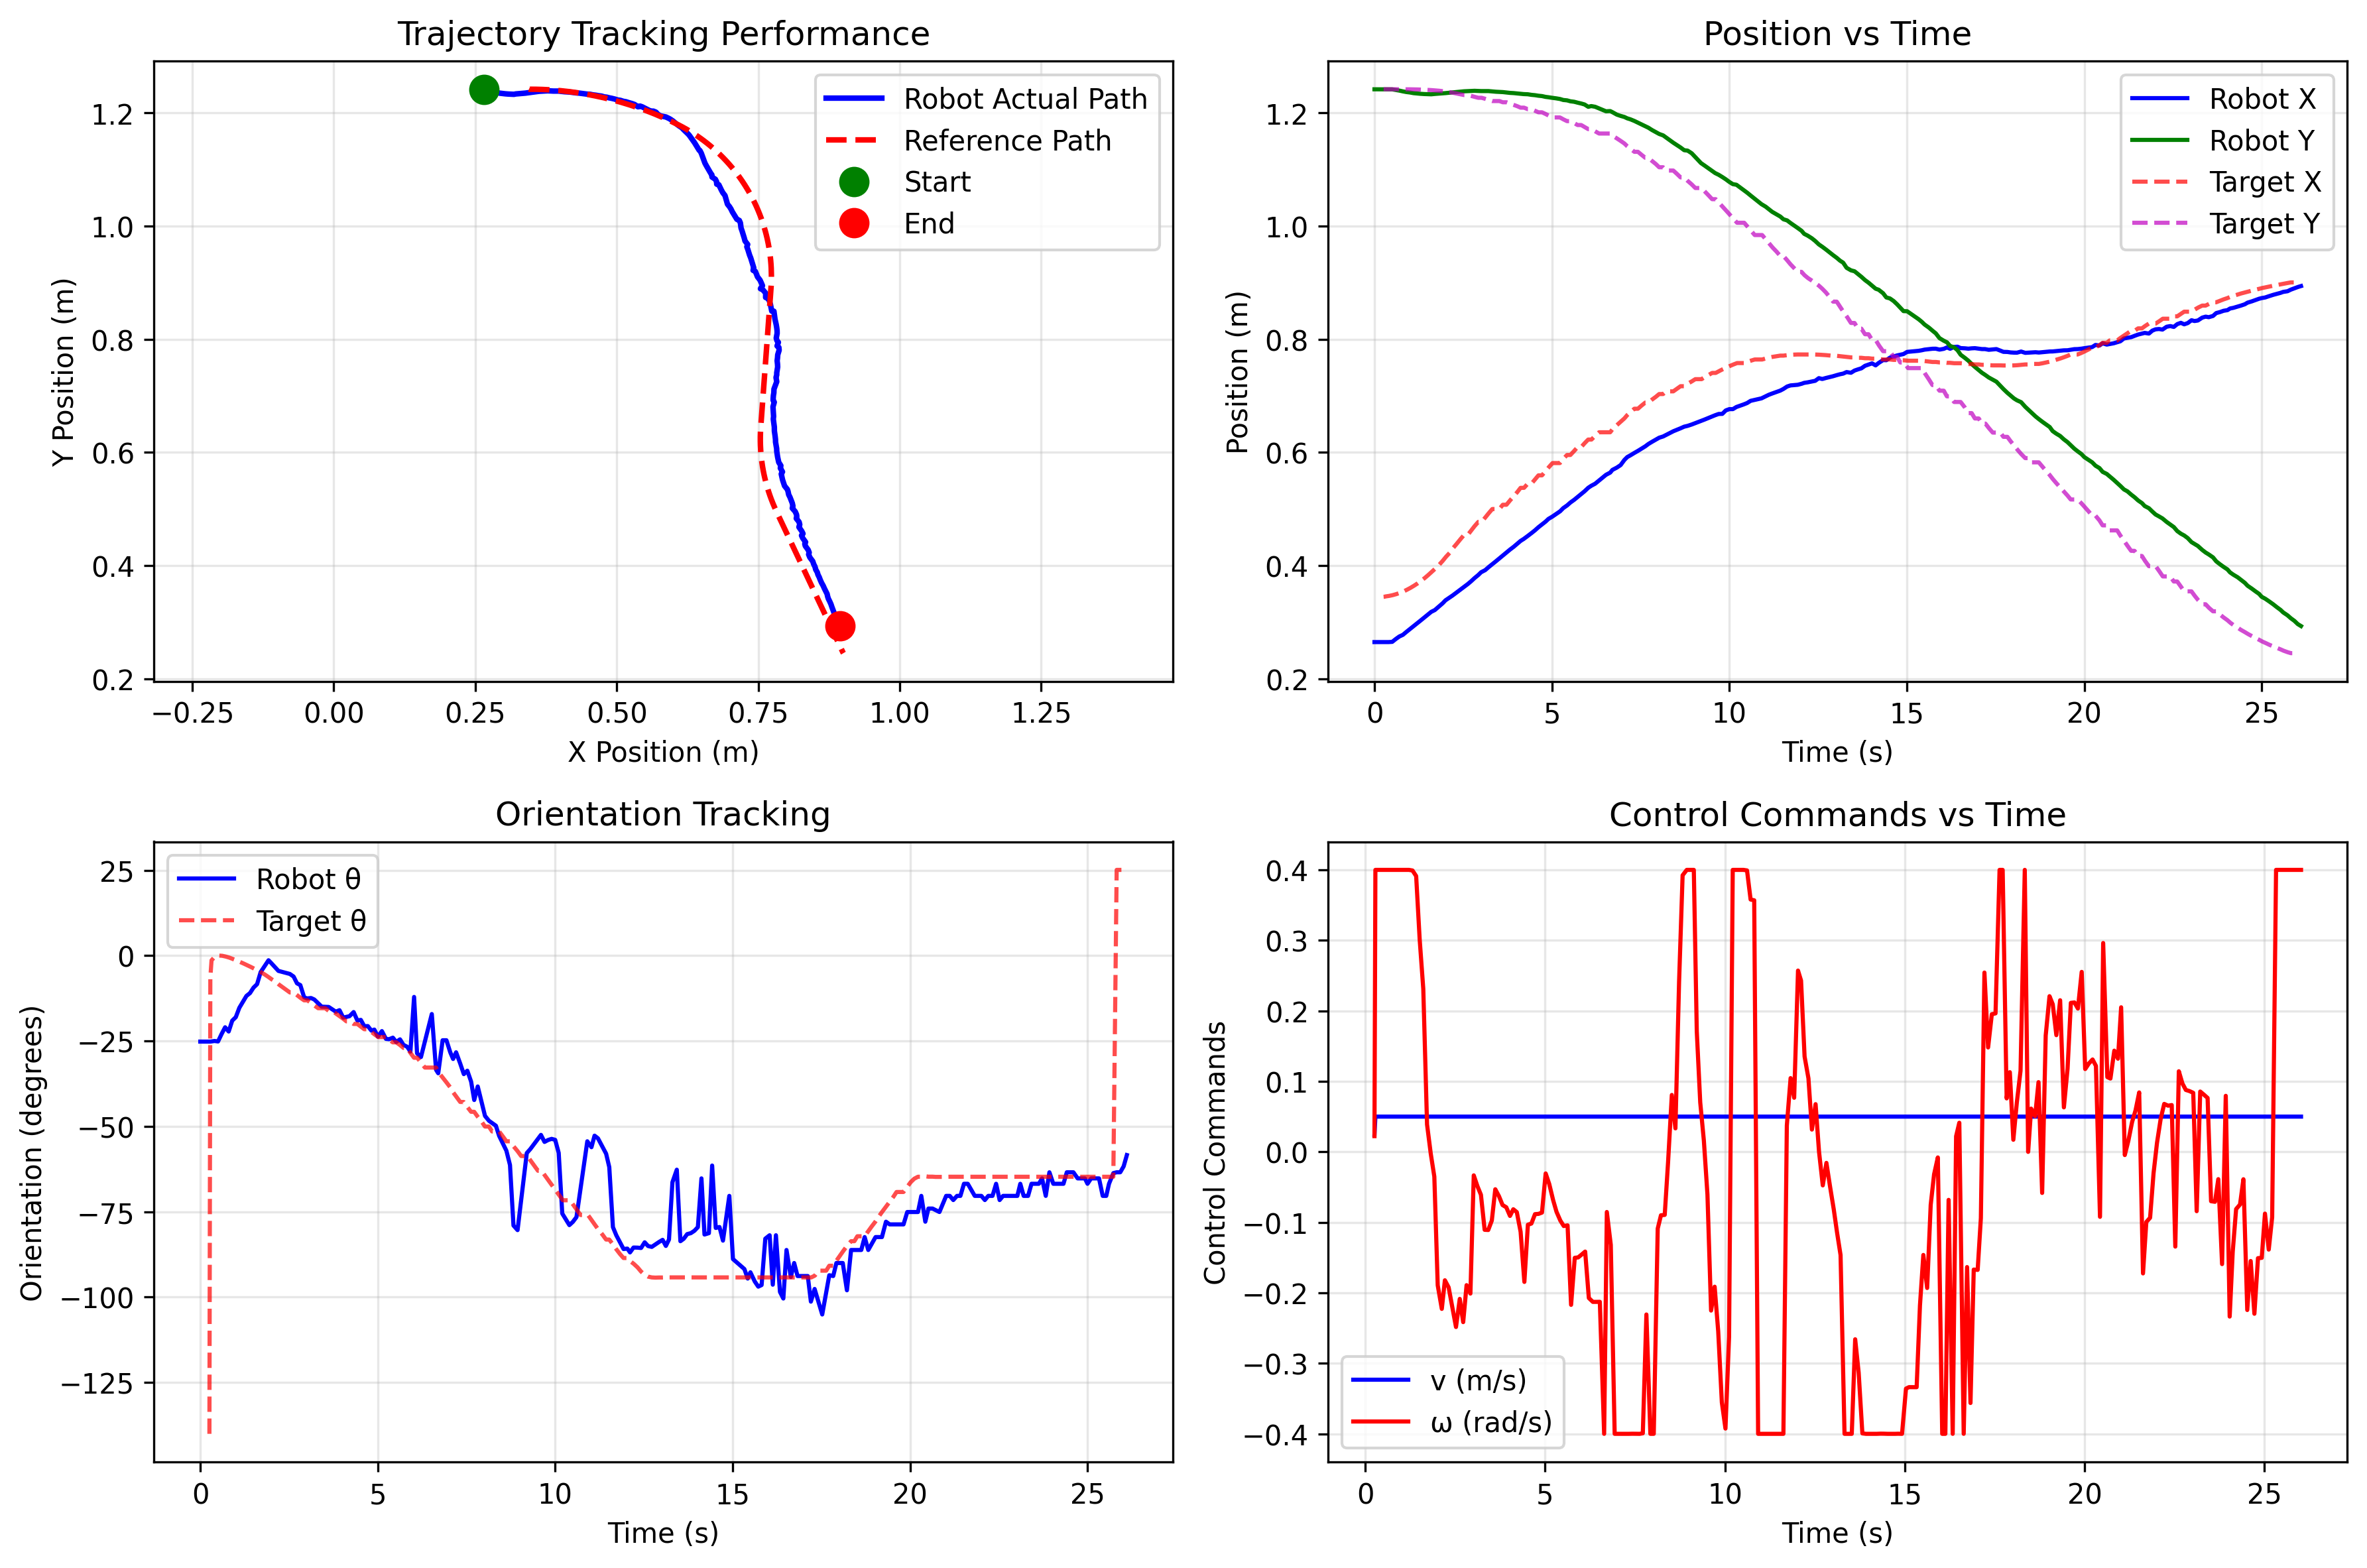 Trajectory Tracking Performance
Robot Actual Path
Reference Path
Start
End
1.2
1.0
0.8
0.6
0.4
0.2
Y Position (m)
−0.25 0.00 0.25 0.50 0.75 1.00 1.25
X Position (m)
Position vs Time
Robot X
Robot Y
Target X
Target Y
1.2
1.0
0.8
0.6
0.4
0.2
Position (m)
0 5 10 15 20 25
Time (s)
Orientation Tracking
Robot θ
Target θ
25
0
−25
−50
−75
−100
−125
Orientation (degrees)
0 5 10 15 20 25
Time (s)
Control Commands vs Time
0.4
0.3
0.2
0.1
0.0
−0.1
−0.2
−0.3
−0.4
Control Commands
v (m/s)
ω (rad/s)
0 5 10 15 20 25
Time (s)